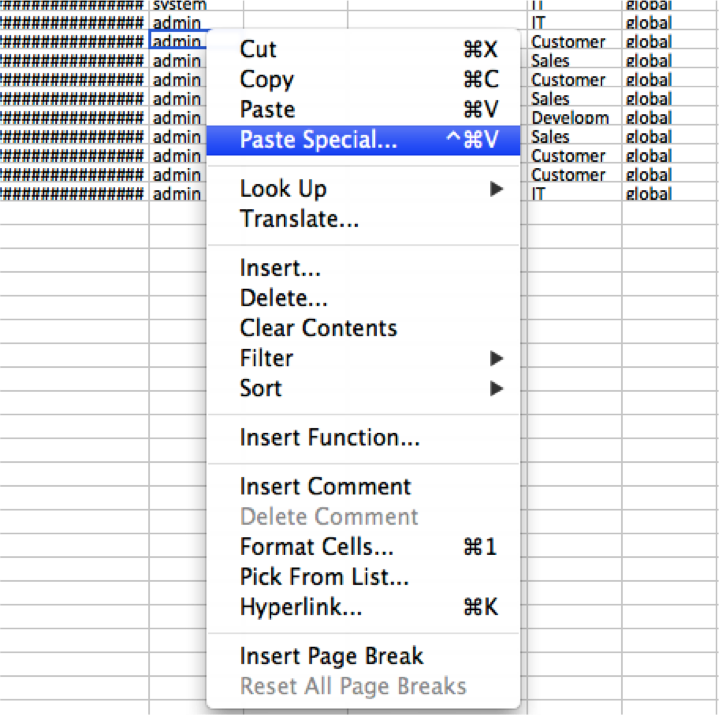 ################ system IT global
################ admin IT global
################ admin Customer global
################ admin Sales global
################ admin Customer global
################ admin Sales global
################ admin Developm global
################ admin Sales global
################ admin Customer global
################ admin Customer global
################ admin IT global
Cut ⌘X
Copy ⌘C
Paste ⌘V
Paste Special... ^⌘V
Look Up ▶
Translate...
Insert...
Delete...
Clear Contents
Filter ▶
Sort ▶
Insert Function...
Insert Comment
Delete Comment
Format Cells... ⌘1
Pick From List...
Hyperlink... ⌘K
Insert Page Break
Reset All Page Breaks